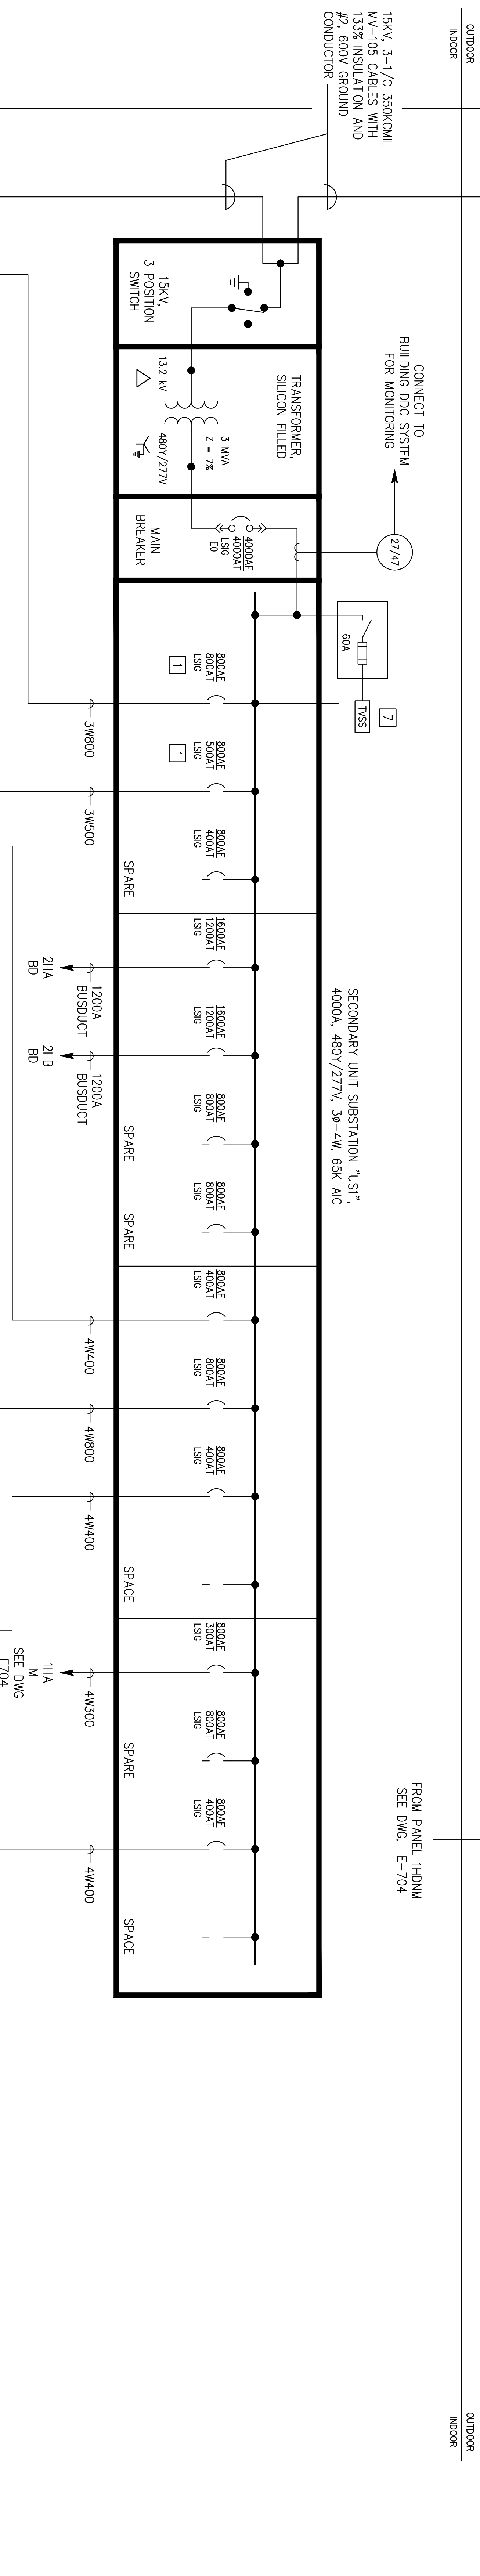 OUTDOOR
INDOOR
15KV, 3-1/C 350KCMIL
MV-105 CABLES WITH
133% INSULATION AND
#2, 600V GROUND
CONDUCTOR
CONNECT TO
BUILDING DDC SYSTEM
FOR MONITORING
27/47
15KV,
3 POSITION
SWITCH
TRANSFORMER,
SILICON FILLED
3 MVA
Z = 7%
13.2 kV
480Y/277V
MAIN
BREAKER
4000AF
4000AT
LSIG
EO
60A
TVSS
7
SECONDARY UNIT SUBSTATION "US1",
4000A, 480Y/277V, 3Ø-4W, 65K AIC
800AF
800AT
LSIG
1
3W800
800AF
500AT
LSIG
1
3W500
800AF
400AT
LSIG
SPARE
1600AF
1200AT
LSIG
1200A
BUSDUCT
2HA
BD
1600AF
1200AT
LSIG
1200A
BUSDUCT
2HB
BD
800AF
800AT
LSIG
SPARE
800AF
800AT
LSIG
SPARE
800AF
400AT
LSIG
4W400
800AF
800AT
LSIG
4W800
800AF
400AT
LSIG
4W400
SPACE
800AF
300AT
LSIG
4W300
1HA
M
SEE DWG
E704
800AF
800AT
LSIG
SPARE
800AF
400AT
LSIG
4W400
SPACE
FROM PANEL 1HDNM
SEE DWG, E-704
OUTDOOR
INDOOR